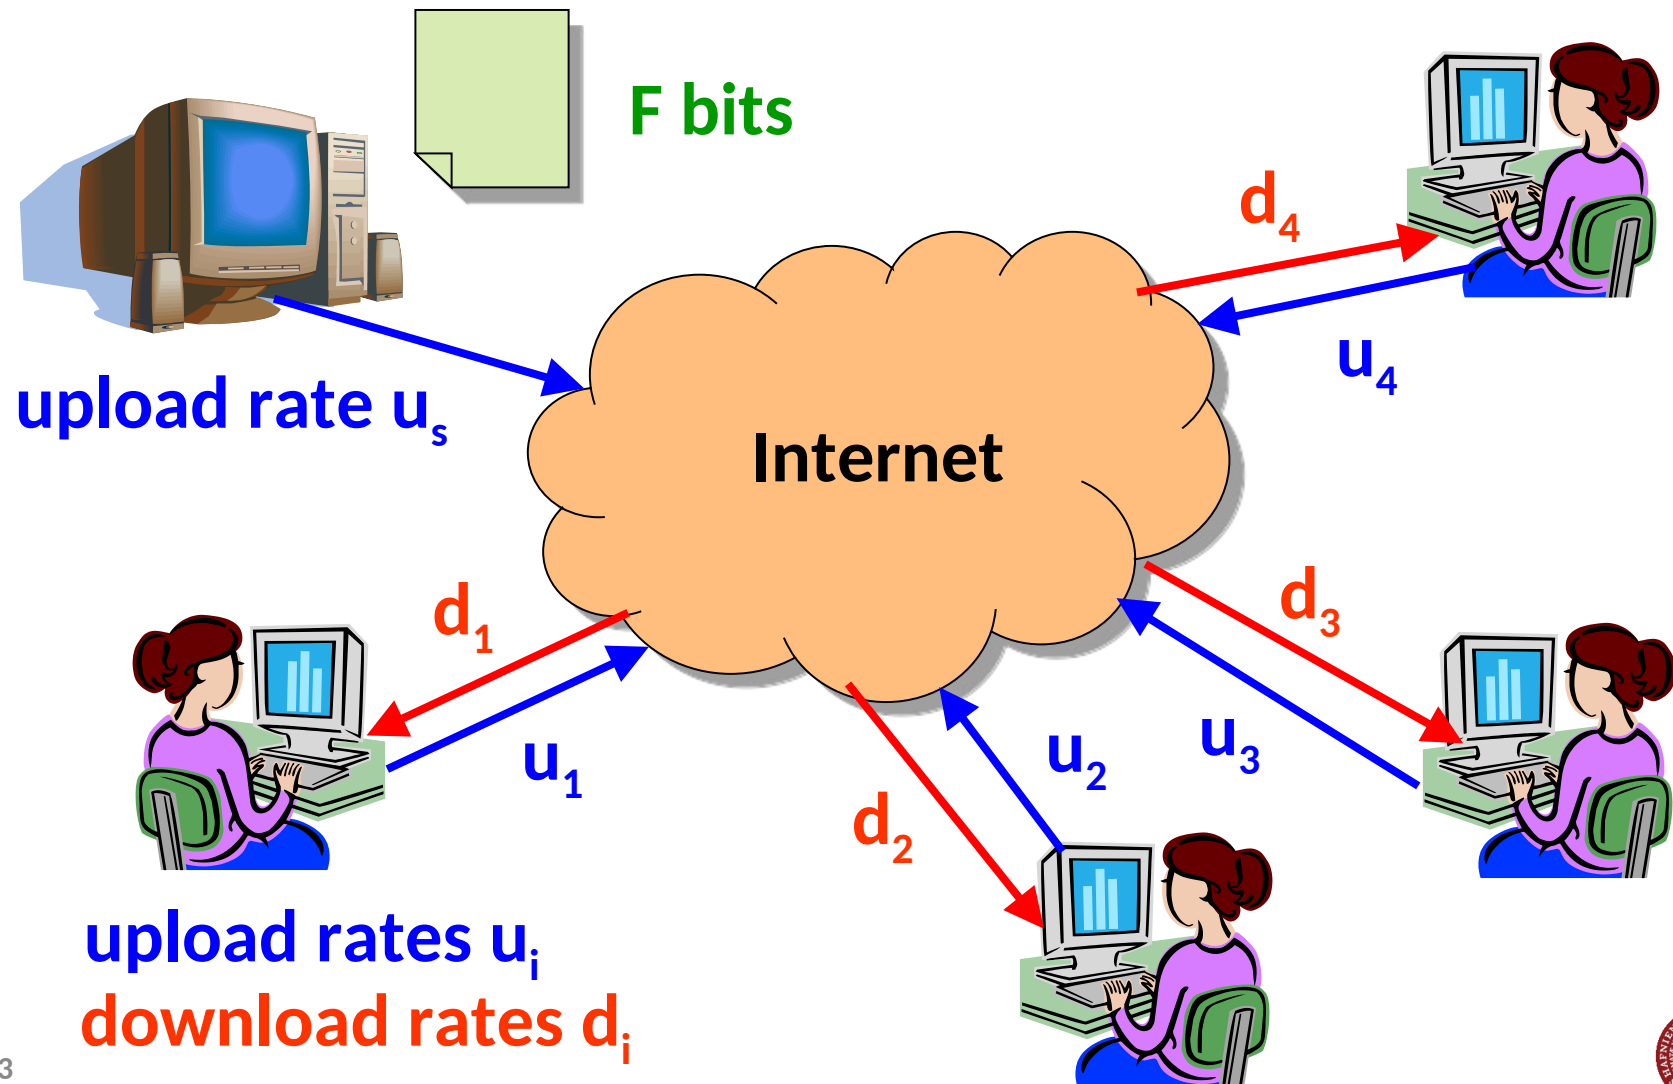 F bits
d4
u4
upload rate us
Internet
d1
d3
u1
u2
u3
d2
upload rates ui
download rates di
3